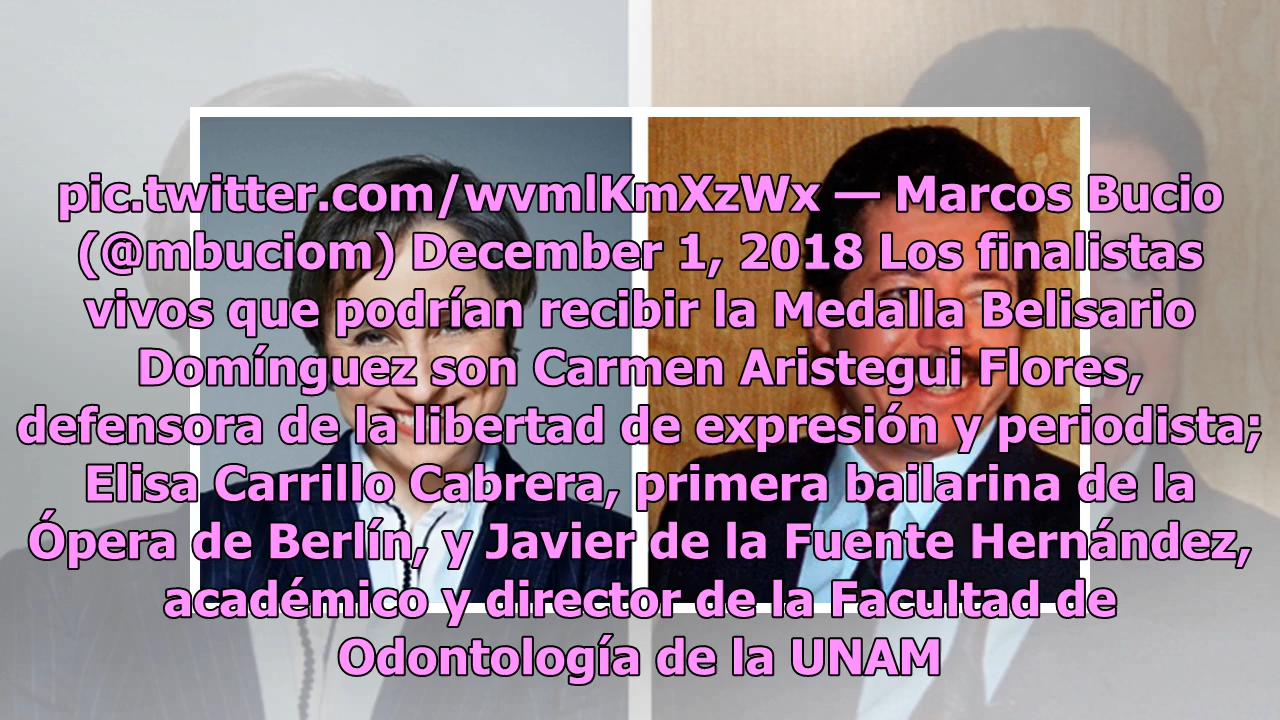 pic.twitter.com/wvmlKmXzWx — Marcos Bucio
(@mbuciom) December 1, 2018 Los finalistas
vivos que podrían recibir la Medalla Belisario
Domínguez son Carmen Aristegui Flores,
defensora de la libertad de expresión y periodista;
Elisa Carrillo Cabrera, primera bailarina de la
Ópera de Berlín, y Javier de la Fuente Hernández,
académico y director de la Facultad de
Odontología de la UNAM